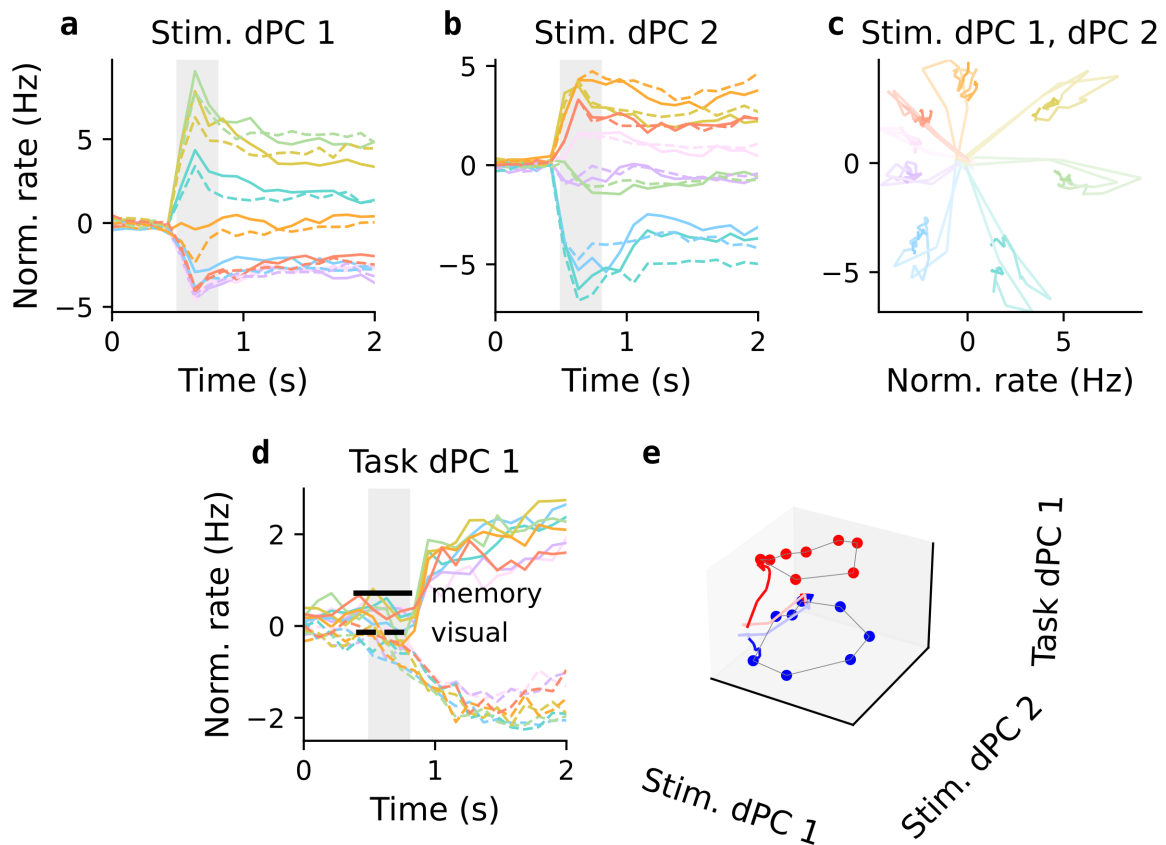 a
Stim. dPC 1
Norm. rate (Hz)
5
0
−5
0
1
2
Time (s)
b
Stim. dPC 2
5
0
−5
0
1
2
Time (s)
c
Stim. dPC 1, dPC 2
0
−5
0
5
Norm. rate (Hz)
d
Task dPC 1
Norm. rate (Hz)
2
0
−2
memory
visual
0
1
2
Time (s)
e
Task dPC 1
Stim. dPC 2
Stim. dPC 1